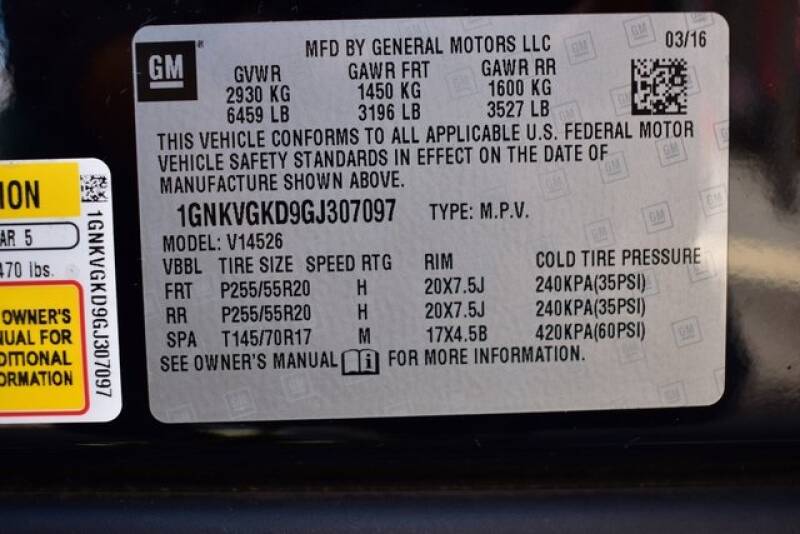 GM
MFD BY GENERAL MOTORS LLC 03/16
GVWR GAWR FRT GAWR RR
2930 KG 1450 KG 1600 KG
6459 LB 3196 LB 3527 LB
THIS VEHICLE CONFORMS TO ALL APPLICABLE U.S. FEDERAL MOTOR
VEHICLE SAFETY STANDARDS IN EFFECT ON THE DATE OF
MANUFACTURE SHOWN ABOVE.
1GNKVGKD9GJ307097 TYPE: M.P.V.
MODEL: V14526
VBBL TIRE SIZE SPEED RTG RIM COLD TIRE PRESSURE
FRT P255/55R20 H 20X7.5J 240KPA(35PSI)
RR P255/55R20 H 20X7.5J 240KPA(35PSI)
SPA T145/70R17 M 17X4.5B 420KPA(60PSI)
SEE OWNER'S MANUAL i FOR MORE INFORMATION.
ION
AR 5
470 lbs.
OWNER'S
NUAL FOR
DITIONAL
ORMATION
1GNKVGKD9GJ307097